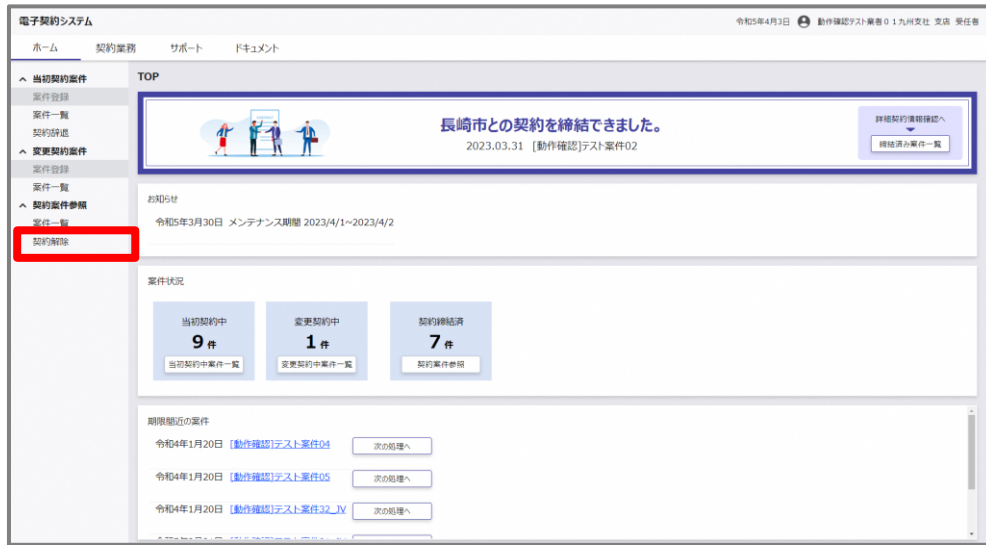 電子契約システム
令和5年4月3日 動作確認テスト業者01九州支社 支店 受任者
ホーム 契約業務 サポート ドキュメント
当初契約案件
案件登録
案件一覧
契約辞退
変更契約案件
案件登録
案件一覧
契約案件参照
案件一覧
契約解除
TOP
長崎市との契約を締結できました。
2023.03.31 [動作確認]テスト案件02
詳細契約情報確認へ
締結済み案件一覧
お知らせ
令和5年3月30日 メンテナンス期間 2023/4/1~2023/4/2
案件状況
当初契約中 変更契約中 契約締結済
9 件 1 件 7 件
当初契約中案件一覧 変更契約中案件一覧 契約案件参照
期限間近の案件
令和4年1月20日 [動作確認]テスト案件04 次の処理へ
令和4年1月20日 [動作確認]テスト案件05 次の処理へ
令和4年1月20日 [動作確認]テスト案件32_JV 次の処理へ